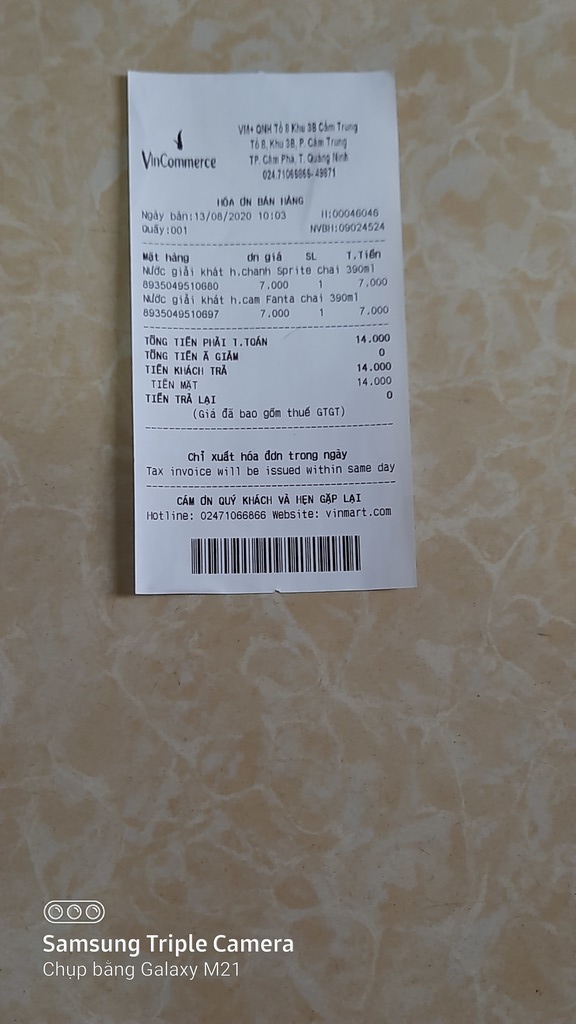 VinCommerce
VM+ QNH Tổ 8 Khu 3B Cẩm Trung
Tổ 8, Khu 3B, P. Cẩm Trung
TP. Cẩm Phả, T. Quảng Ninh
024.71066866-49871
HÓA ĐN BÁN HÀNG
Ngày bán:13/08/2020 10:03 H:00046046
Quầy:001 NVBH:09024524
Mặt hàng đn giá SL T.Tiền
Nước giải khát h.chanh Sprite chai 390ml
8935049510680 7.000 1 7.000
Nước giải khát h.cam Fanta chai 390ml
8935049510697 7.000 1 7.000
TỔNG TIỀN PHẢI T.TOÁN 14.000
TỔNG TIỀN Ã GIẢM 0
TIỀN KHÁCH TRẢ 14.000
TIỀN MẶT 14.000
TIỀN TRẢ LẠI 0
(Giá đã bao gồm thuế GTGT)
Chỉ xuất hóa đơn trong ngày
Tax invoice will be issued within same day
CẢM ƠN QUÝ KHÁCH VÀ HẸN GẶP LẠI
Hotline: 02471066866 Website: vinmart.com
Samsung Triple Camera
Chụp bằng Galaxy M21